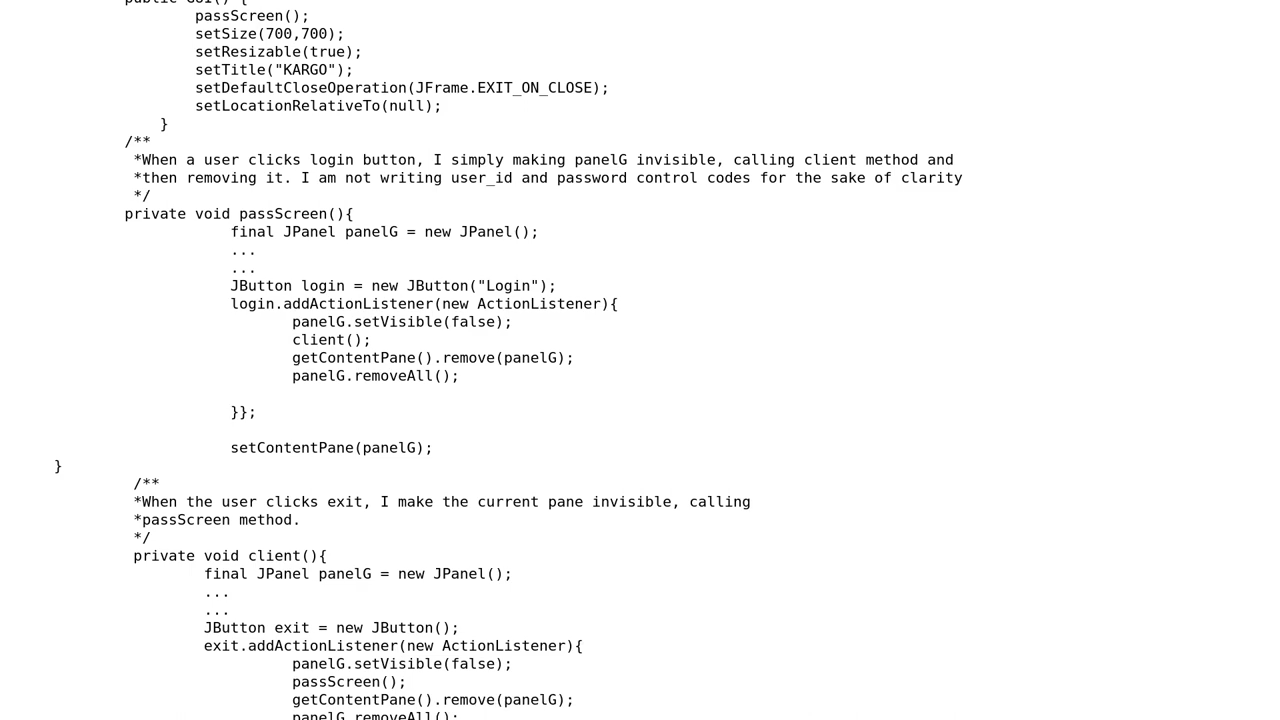 public GUI() {
passScreen();
setSize(700,700);
setResizable(true);
setTitle("KARGO");
setDefaultCloseOperation(JFrame.EXIT_ON_CLOSE);
setLocationRelativeTo(null);
}
/**
*When a user clicks login button, I simply making panelG invisible, calling client method and
*then removing it. I am not writing user_id and password control codes for the sake of clarity
*/
private void passScreen(){
final JPanel panelG = new JPanel();
...
...
JButton login = new JButton("Login");
login.addActionListener(new ActionListener){
panelG.setVisible(false);
client();
getContentPane().remove(panelG);
panelG.removeAll();
}};
setContentPane(panelG);
}
/**
*When the user clicks exit, I make the current pane invisible, calling
*passScreen method.
*/
private void client(){
final JPanel panelG = new JPanel();
...
...
JButton exit = new JButton();
exit.addActionListener(new ActionListener){
panelG.setVisible(false);
passScreen();
getContentPane().remove(panelG);
panelG.removeAll();